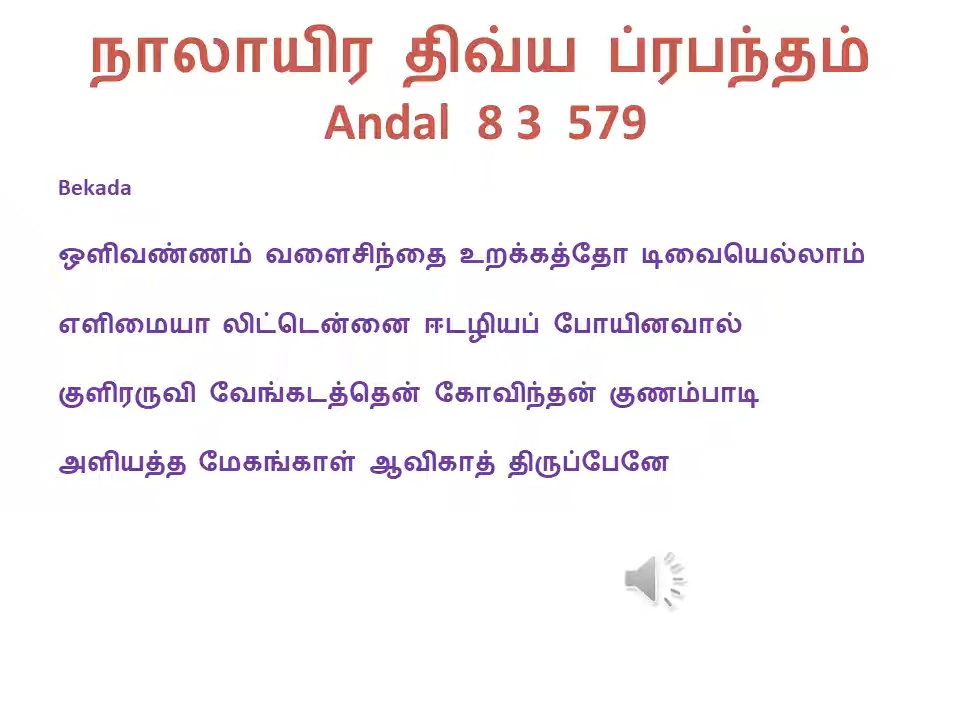 நாலாயிர திவ்ய ப்ரபந்தம்
Andal 8 3 579
Bekada
ஒளிவண்ணம் வளைசிந்தை உறக்கத்தோ டிவையெல்லாம்
எளிமையா லிட்டென்னை ஈடழியப் போயினவால்
குளிரருவி வேங்கடத்தென் கோவிந்தன் குணம்பாடி
அளியத்த மேகங்காள் ஆவிகாத் திருப்பேனே